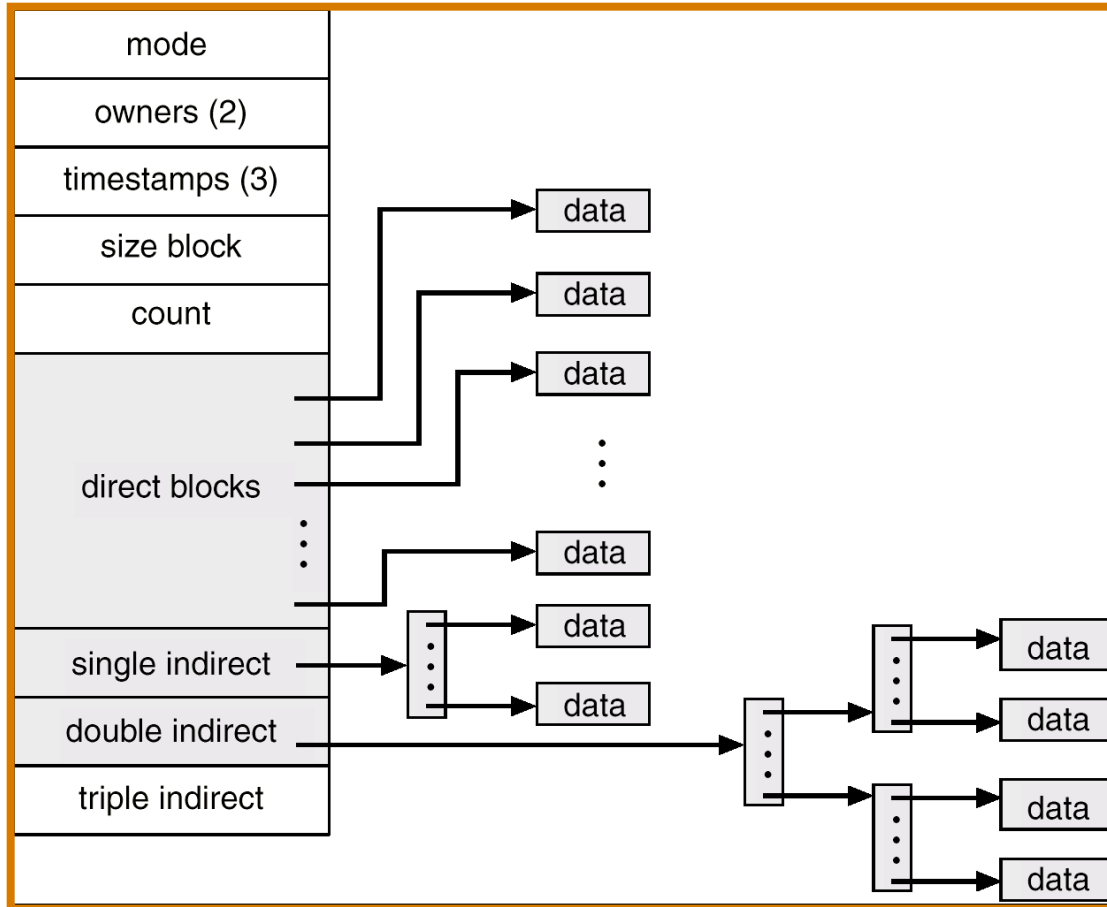 mode
owners (2)
timestamps (3)
size block
count
direct blocks
single indirect
double indirect
triple indirect
data
data
data
data
data
data
data
data
data
data